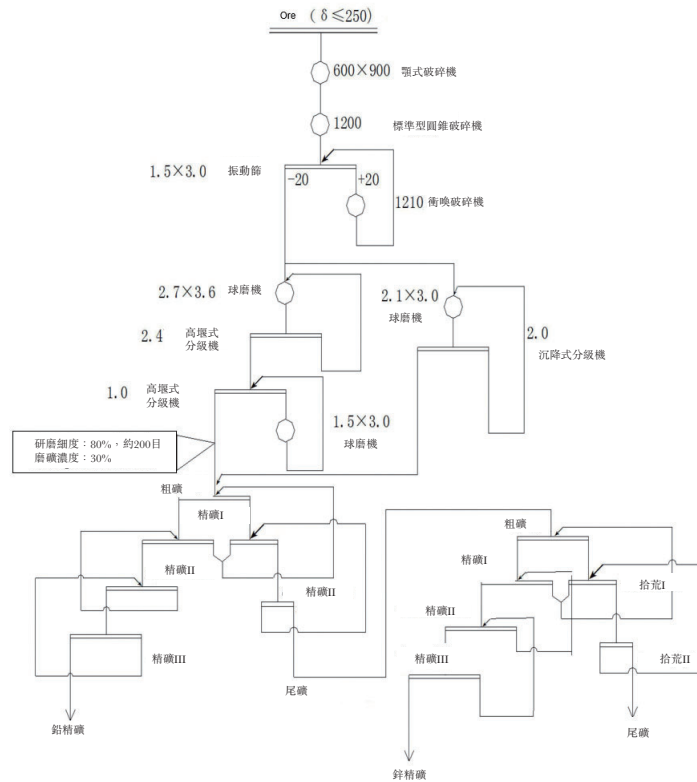 Ore （δ≤250）
600×900 顎式破碎機
1200 標準型圓錐破碎機
1.5×3.0 振動篩
-20 +20
1210 衝喚破碎機
2.7×3.6 球磨機
2.1×3.0
球磨機
2.4 高堰式
分級機
2.0
沉降式分級機
1.0 高堰式
分級機
1.5×3.0
球磨機
研磨細度：80%，約200目
磨礦濃度：30%
粗礦
精礦I
精礦II
精礦II
精礦III
尾礦
鉛精礦
粗礦
精礦I
拾荒I
精礦II
精礦III
拾荒II
尾礦
鋅精礦